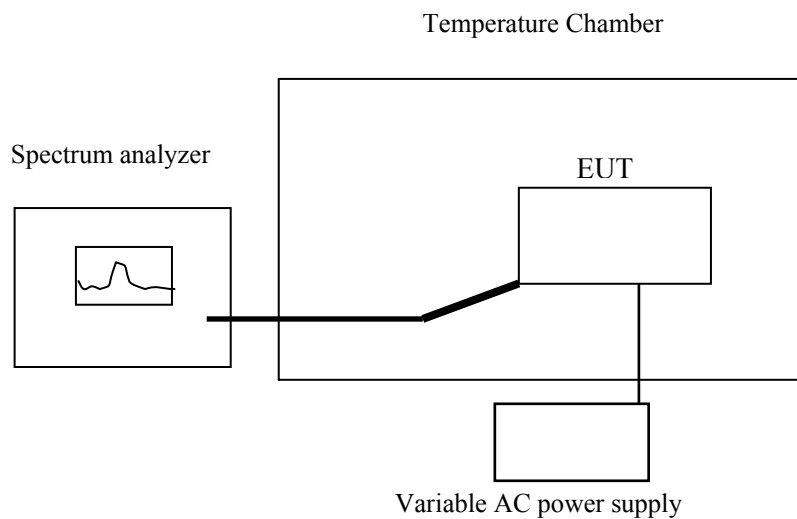 Temperature Chamber
Spectrum analyzer
EUT
Variable AC power supply